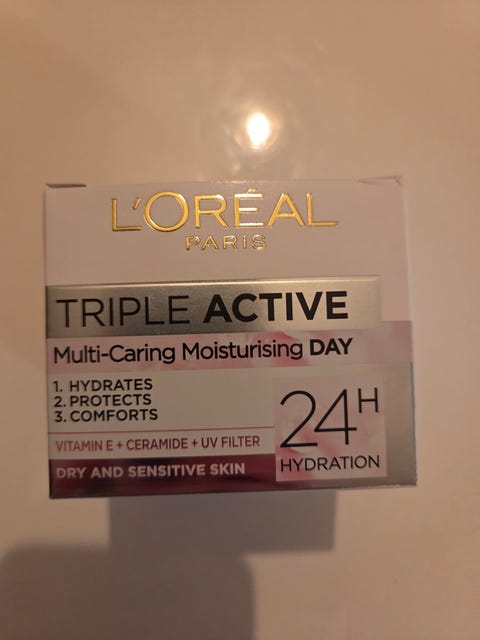 L'ORÉAL
PARIS
TRIPLE ACTIVE
Multi-Caring Moisturising DAY
1. HYDRATES
2. PROTECTS
3. COMFORTS
VITAMIN E + CERAMIDE + UV FILTER
DRY AND SENSITIVE SKIN
24H
HYDRATION